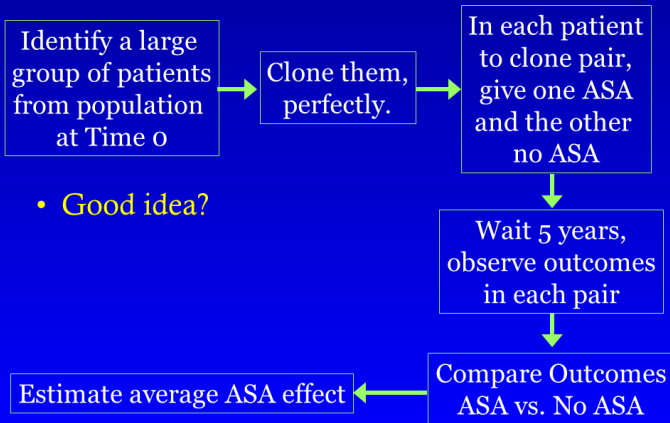 Identify a large
group of patients
from population
at Time 0
Clone them,
perfectly.
In each patient
to clone pair,
give one ASA
and the other
no ASA
• Good idea?
Wait 5 years,
observe outcomes
in each pair
Compare Outcomes
ASA vs. No ASA
Estimate average ASA effect